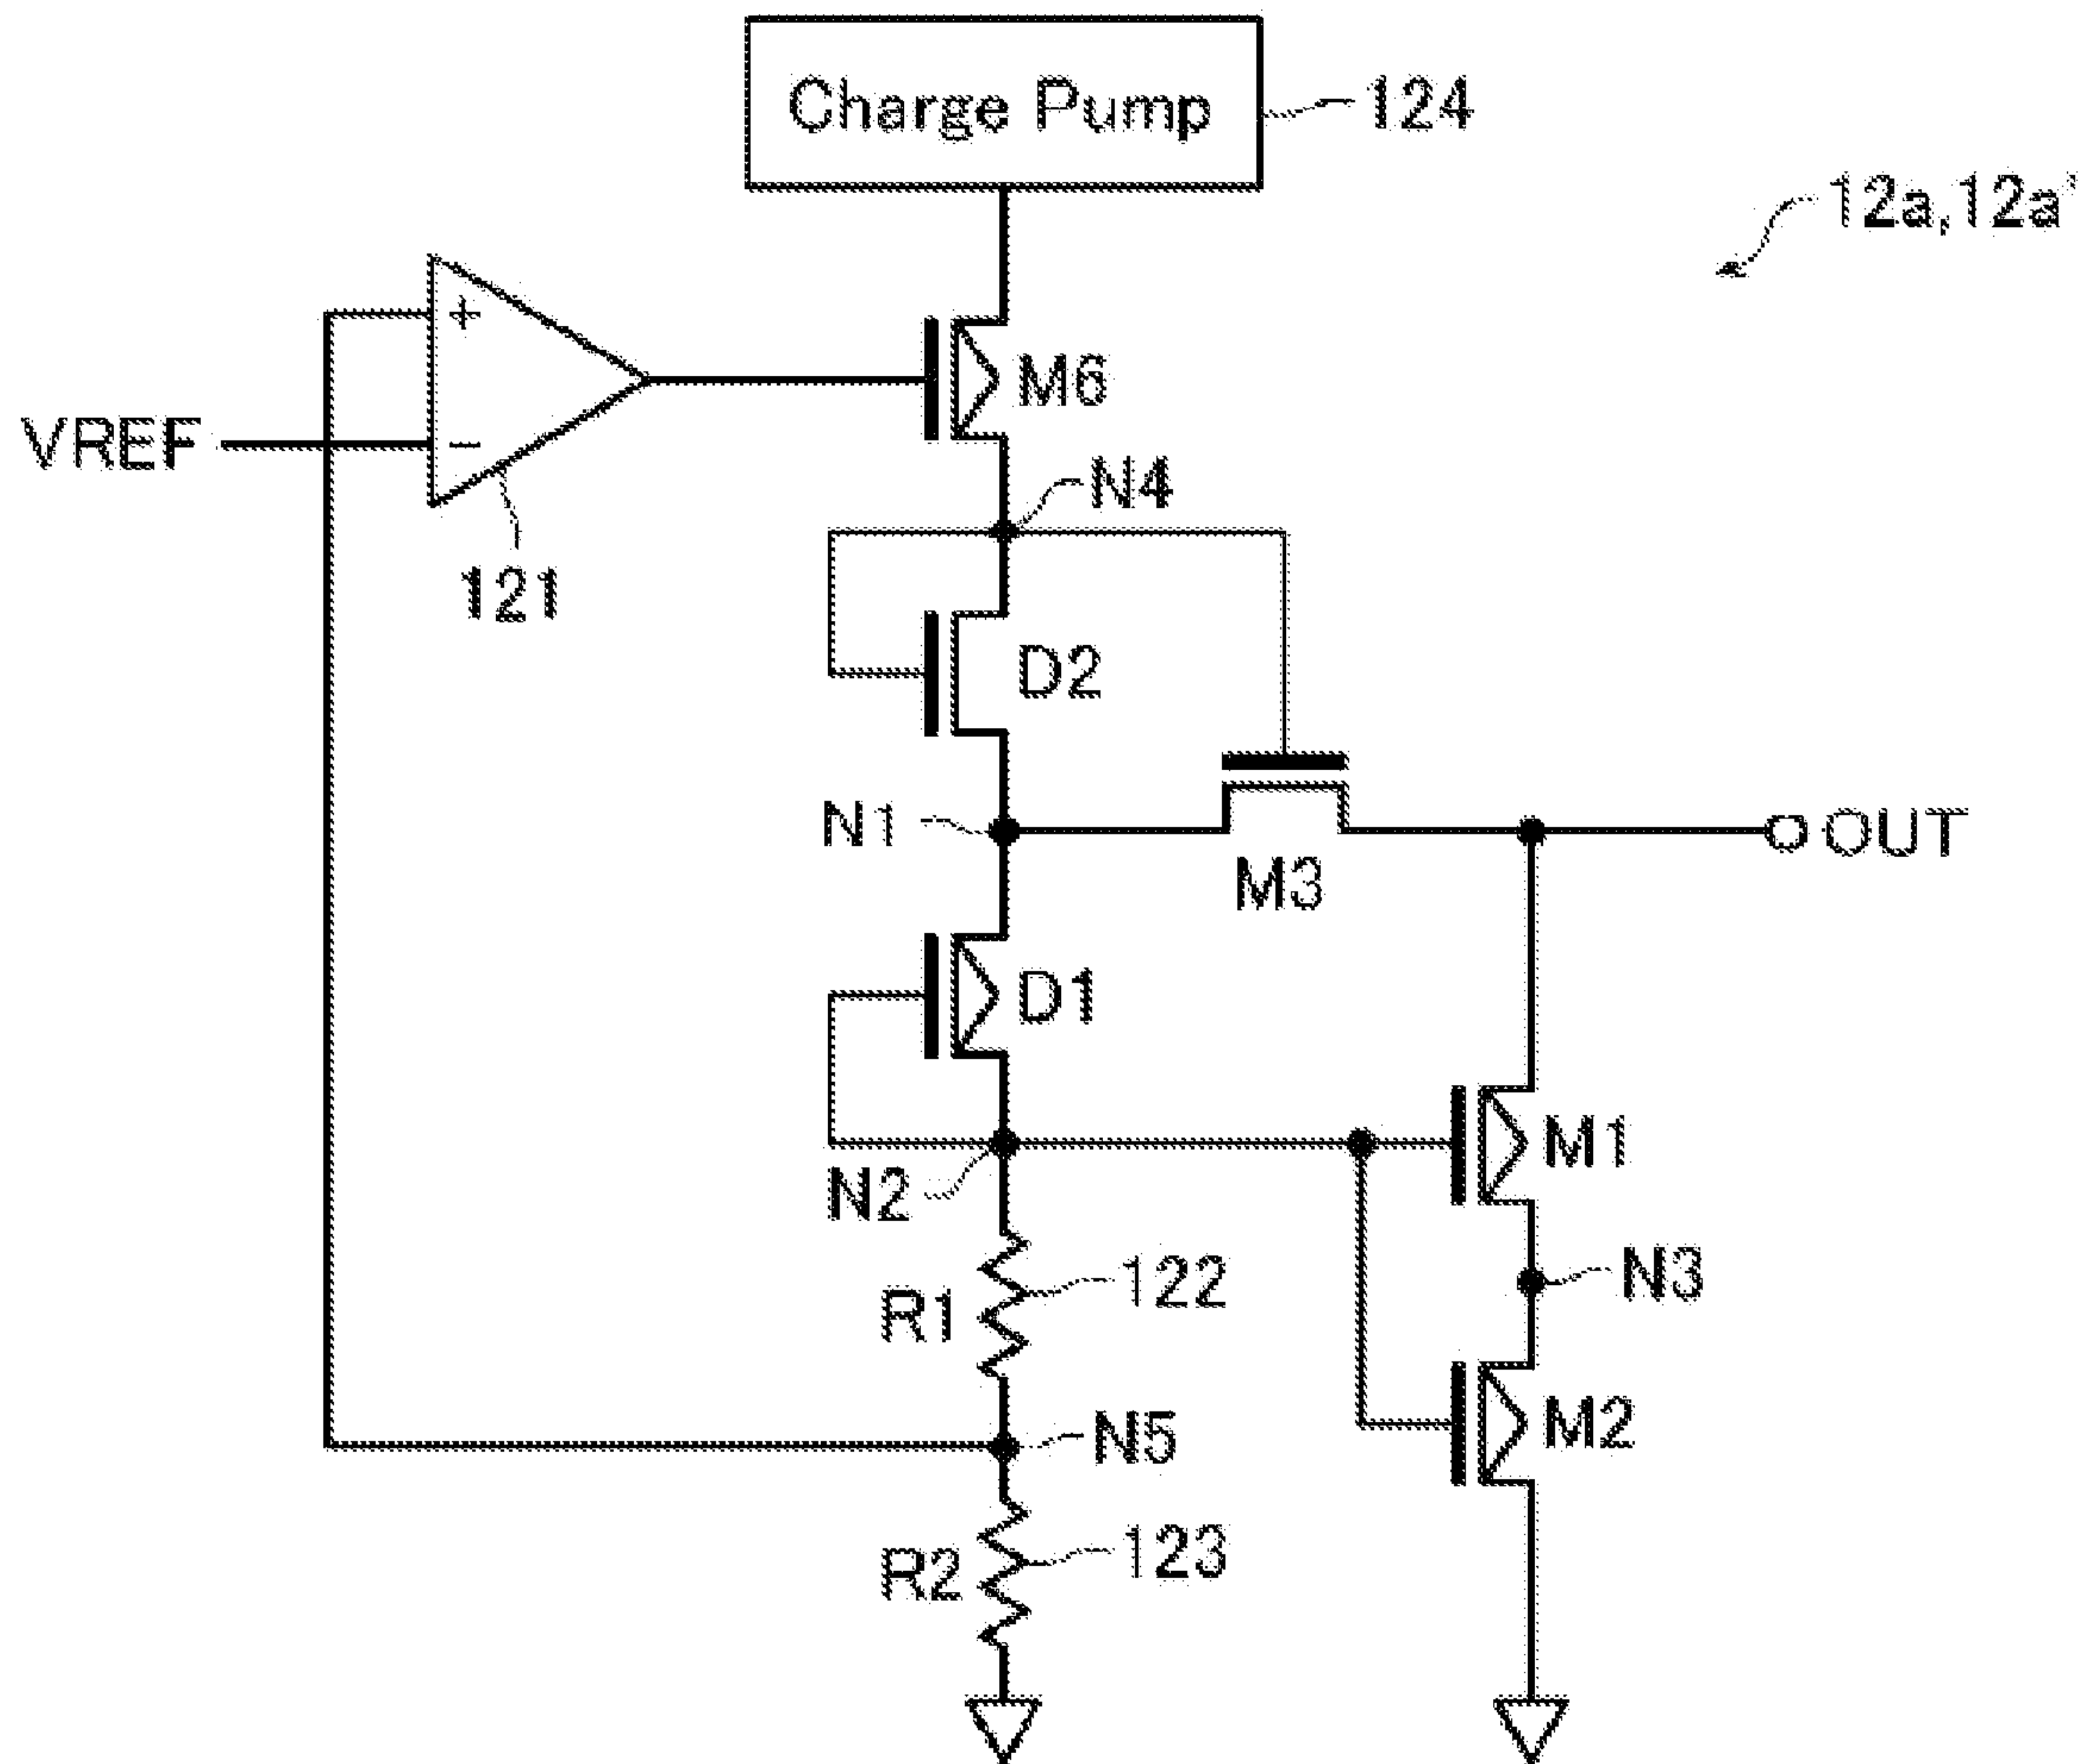 Charge Pump
124
12a,12a'
+
M6
VREF
−
N4
121
D2
N1
OUT
M3
D1
M1
N2
N3
122
R1
M2
N5
123
R2